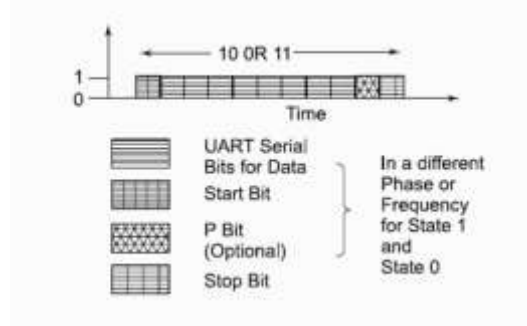 10 0R 11
1
0
Time
UART Serial
Bits for Data
Start Bit
P Bit
(Optional)
Stop Bit
In a different
Phase or
Frequency
for State 1
and
State 0